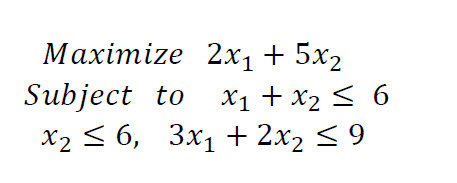 Maximize 2x₁ + 5x₂
Subject to x₁ + x₂ ≤ 6
x₂ ≤ 6, 3x₁ + 2x₂ ≤ 9